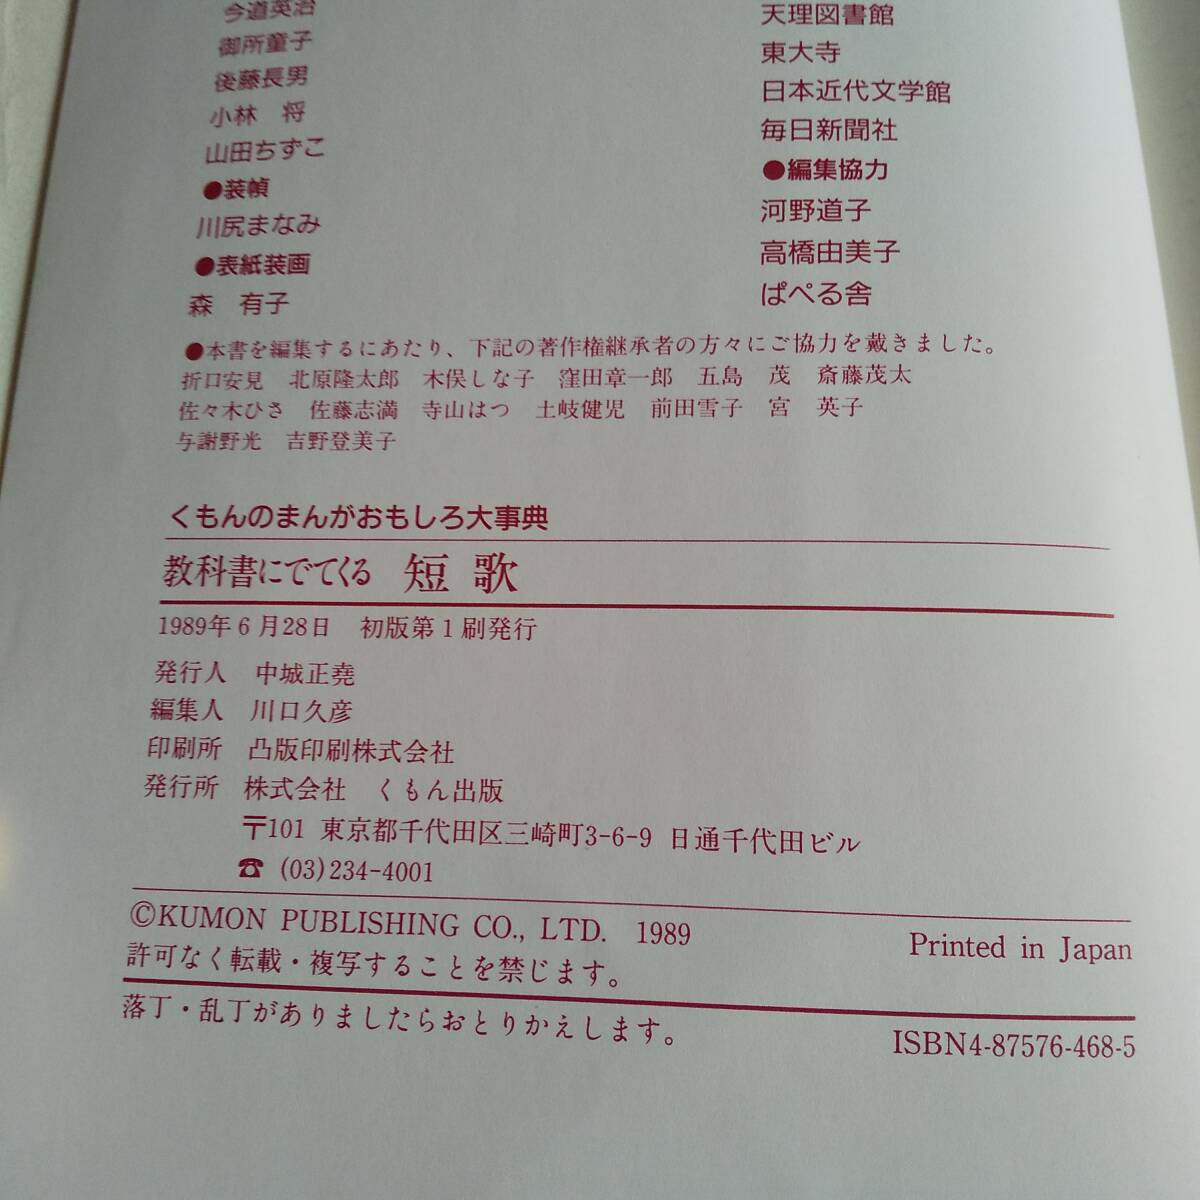 今道英治
御所童子
後藤長男
小林 将
山田ちずこ
●装幀
川尻まなみ
●表紙装画
森 有子
天理図書館
東大寺
日本近代文学館
毎日新聞社
●編集協力
河野道子
高橋由美子
ぱぺる舎
●本書を編集するにあたり、下記の著作権継承者の方々にご協力を戴きました。
折口安見 北原隆太郎 木俣しな子 窪田章一郎 五島 茂 斎藤茂太
佐々木ひさ 佐藤志満 寺山はつ 土岐健児 前田雪子 宮 英子
与謝野光 吉野登美子
くもんのまんがおもしろ大事典
教科書にでてくる 短歌
1989年6月28日 初版第1刷発行
発行人 中城正堯
編集人 川口久彦
印刷所 凸版印刷株式会社
発行所 株式会社 くもん出版
〒101 東京都千代田区三崎町3-6-9 日通千代田ビル
☎ (03)234-4001
©KUMON PUBLISHING CO., LTD. 1989
Printed in Japan
許可なく転載・複写することを禁じます。
落丁・乱丁がありましたらおとりかえします。
ISBN4-87576-468-5